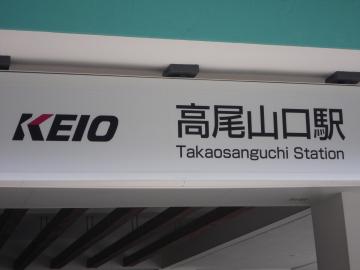 KEIO
高尾山口駅
Takaosanguchi Station